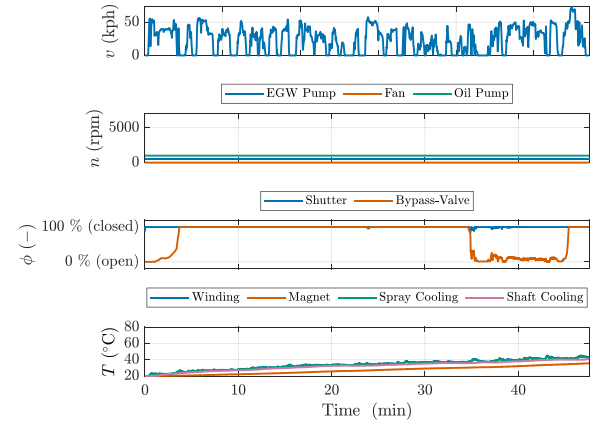 v (kph)
50
0
EGW Pump Fan Oil Pump
n (rpm)
5000
0
Shutter Bypass-Valve
ϕ (−)
100 % (closed)
0 % (open)
Winding Magnet Spray Cooling Shaft Cooling
T (°C)
80
60
40
20
0 10 20 30 40
Time (min)